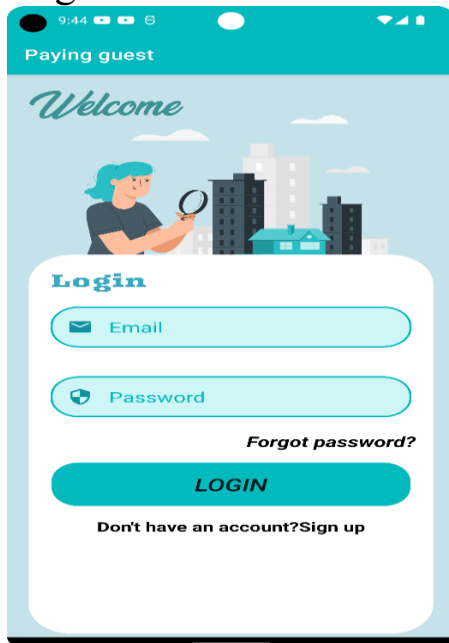 9:44
Paying guest
Welcome
Login
Email
Password
Forgot password?
LOGIN
Don't have an account?Sign up